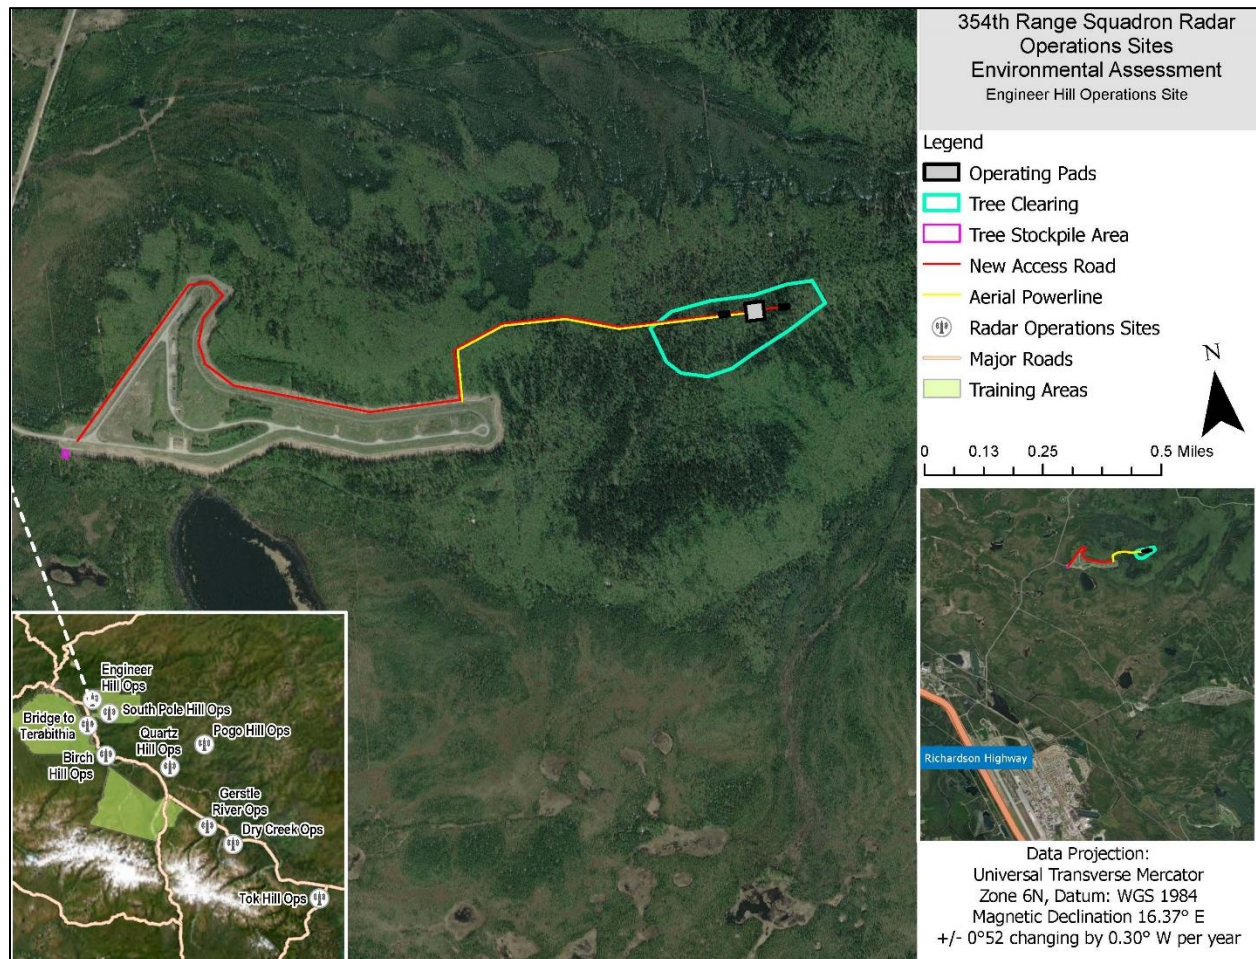 354th Range Squadron Radar
Operations Sites
Environmental Assessment
Engineer Hill Operations Site
Legend
Operating Pads
Tree Clearing
Tree Stockpile Area
New Access Road
Aerial Powerline
Radar Operations Sites
Major Roads
Training Areas
N
0 0.13 0.25 0.5 Miles
Richardson Highway
Data Projection:
Universal Transverse Mercator
Zone 6N, Datum: WGS 1984
Magnetic Declination 16.37° E
+/- 0°52 changing by 0.30° W per year
Engineer
Hill Ops
South Pole Hill Ops
Bridge to
Terabithia
Quartz
Hill Ops
Pogo Hill Ops
Birch
Hill Ops
Gerstle
River Ops
Dry Creek Ops
Tok Hill Ops